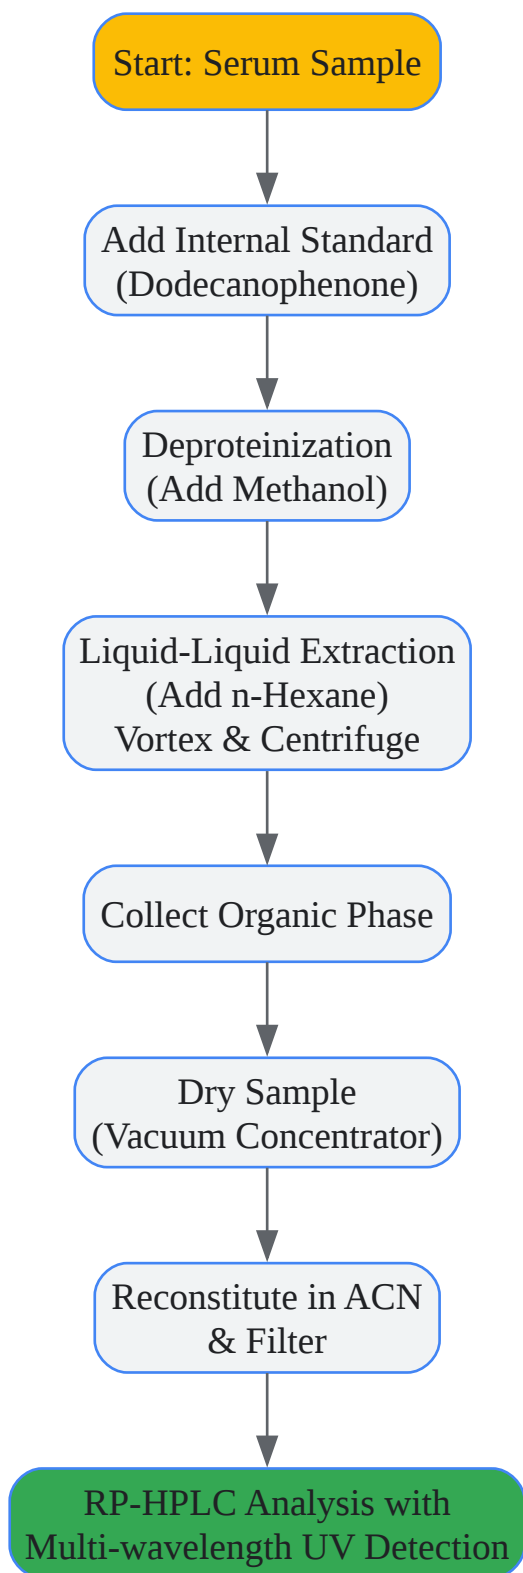 Start: Serum Sample
Add Internal Standard
(Dodecanophenone)
Deproteinization
(Add Methanol)
Liquid-Liquid Extraction
(Add n-Hexane)
Vortex & Centrifuge
Collect Organic Phase
Dry Sample
(Vacuum Concentrator)
Reconstitute in ACN
& Filter
RP-HPLC Analysis with
Multi-wavelength UV Detection